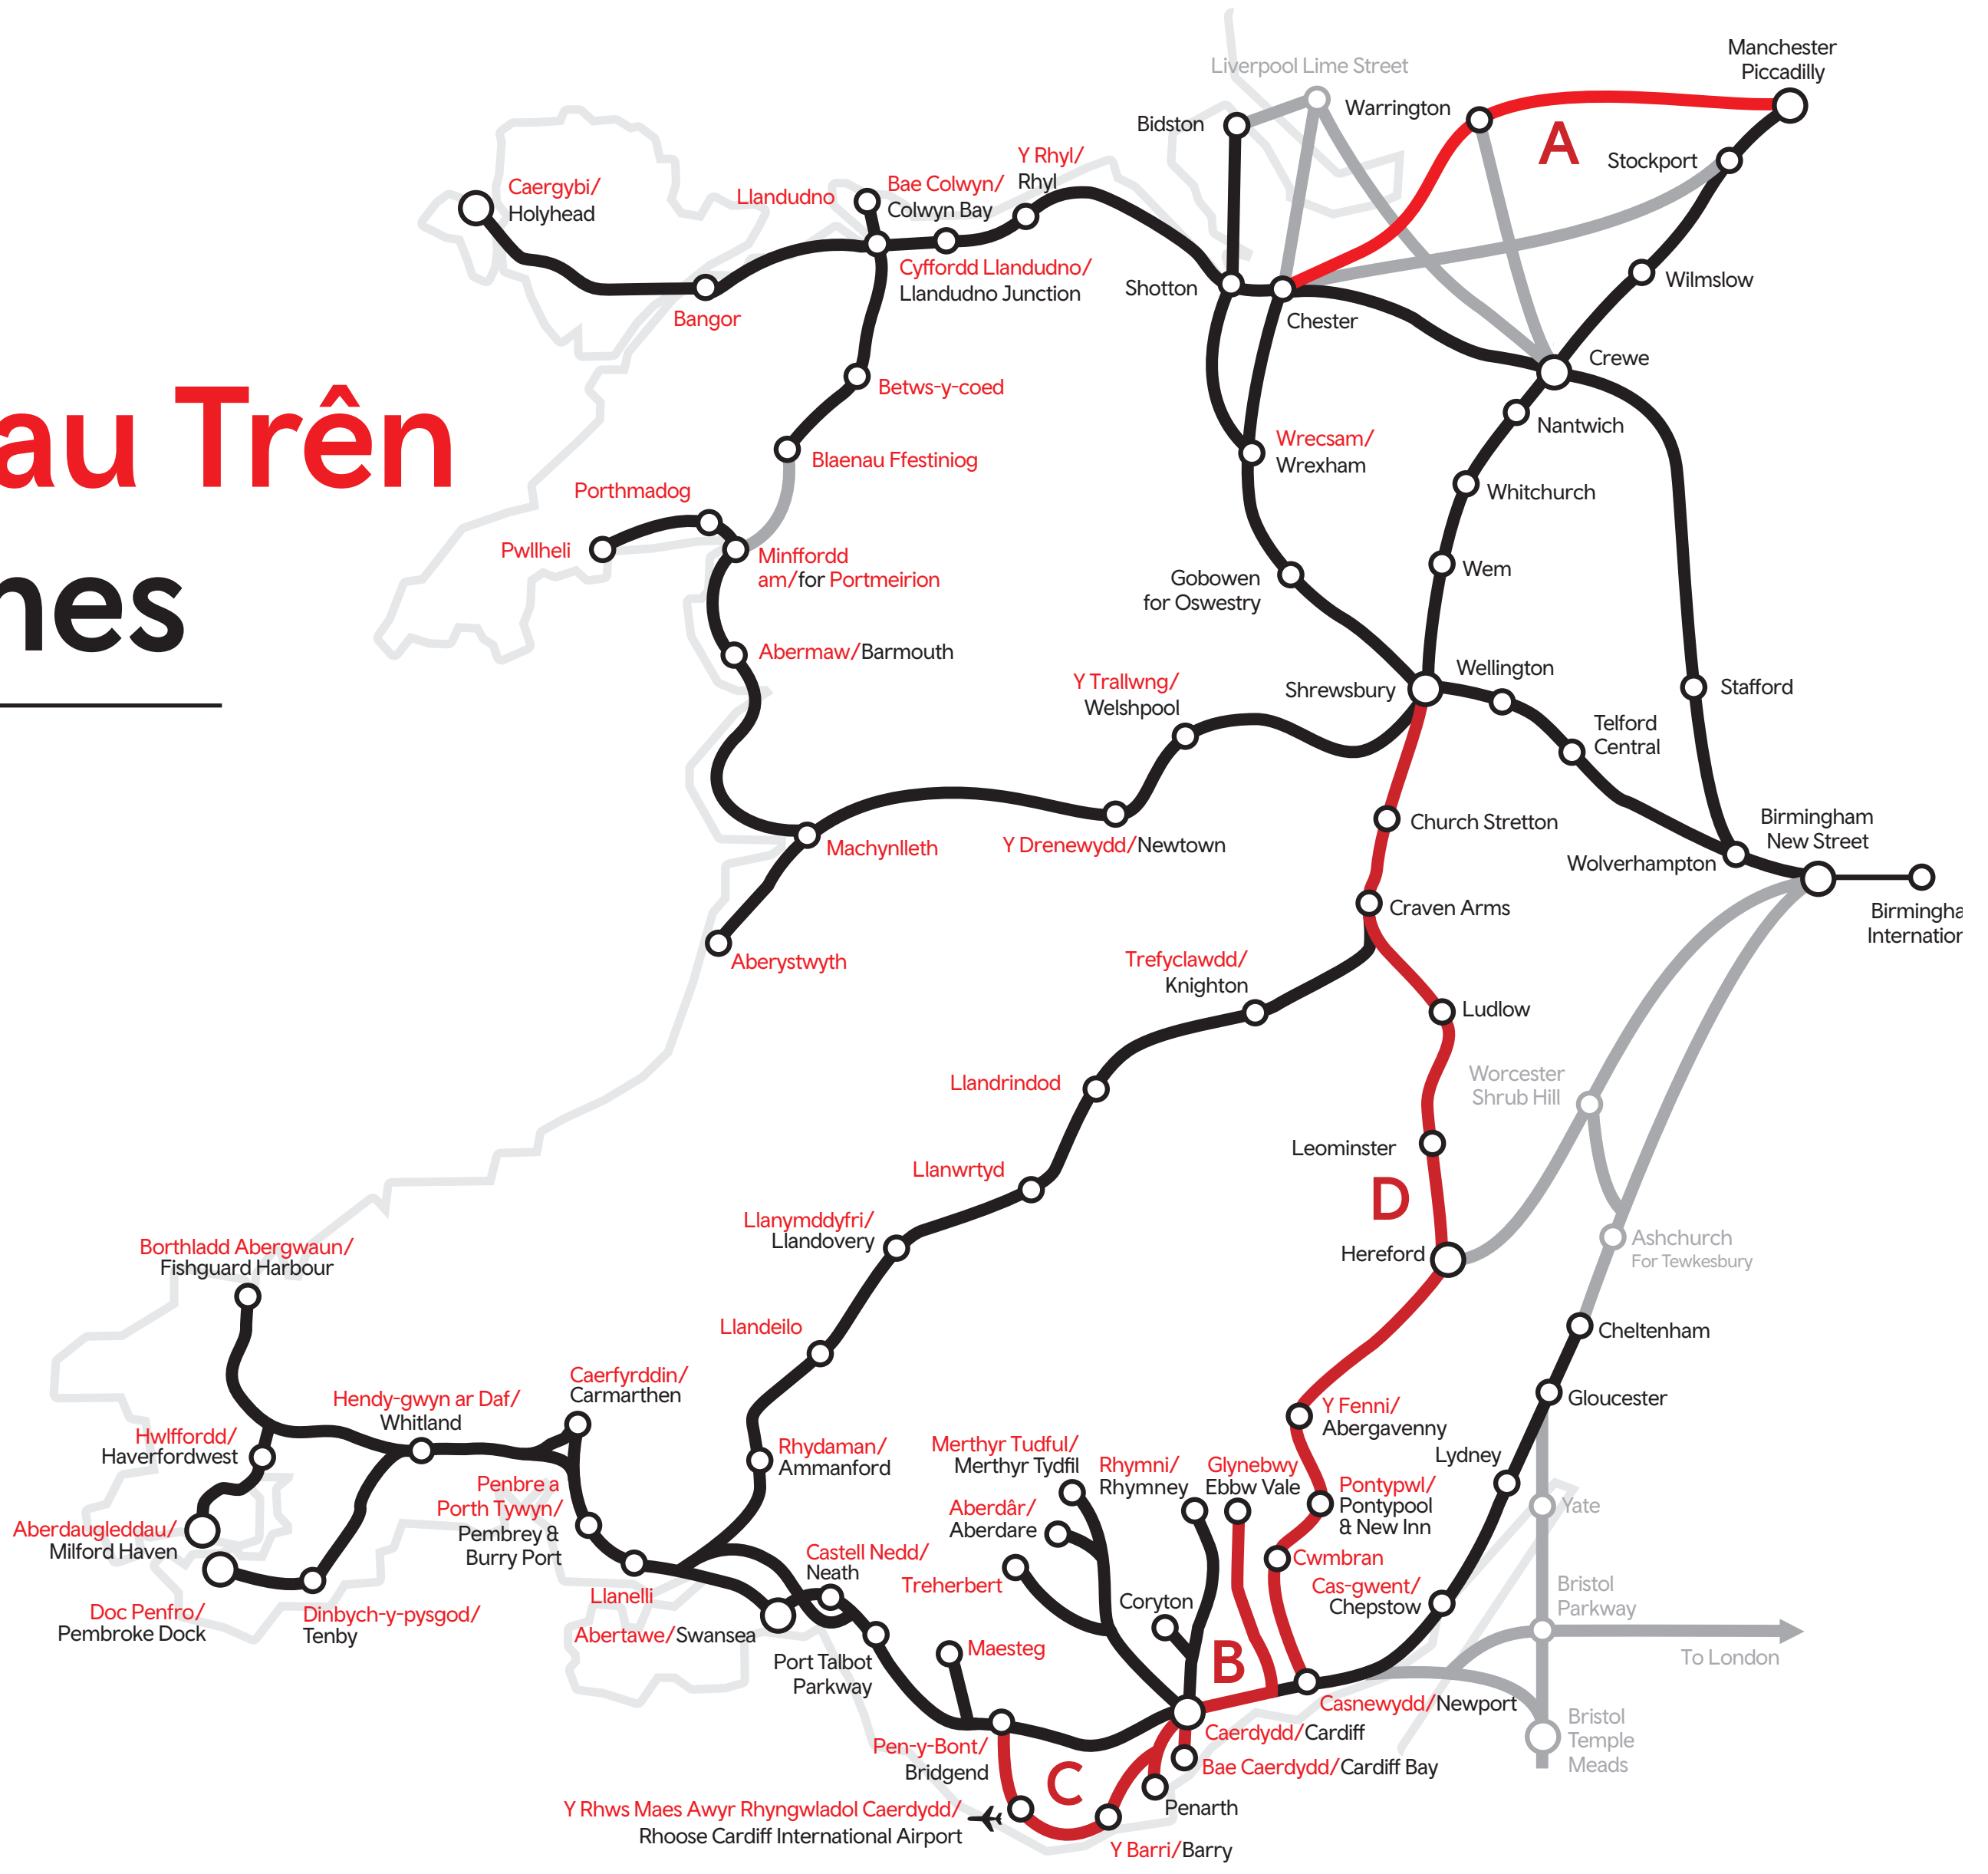 au Trên
nes
Liverpool Lime Street
Manchester
Piccadilly
Warrington
A
Bidston
Stockport
Y Rhyl/
Rhyl
Caergybi/
Holyhead
Llandudno
Bae Colwyn/
Colwyn Bay
Cyffordd Llandudno/
Llandudno Junction
Shotton
Wilmslow
Bangor
Chester
Crewe
Betws-y-coed
Nantwich
Wrecsam/
Wrexham
Blaenau Ffestiniog
Porthmadog
Whitchurch
Pwllheli
Minffordd
am/for Portmeirion
Wem
Gobowen
for Oswestry
Abermaw/Barmouth
Wellington
Y Trallwng/
Welshpool
Shrewsbury
Stafford
Telford
Central
Church Stretton
Birmingham
New Street
Y Drenewydd/Newtown
Machynlleth
Wolverhampton
Craven Arms
Birmingha
Internation
Aberystwyth
Trefyclawdd/
Knighton
Ludlow
Llandrindod
Worcester
Shrub Hill
Leominster
Llanwrtyd
D
Llanymddyfri/
Llandovery
Hereford
Ashchurch
For Tewkesbury
Borthladd Abergwaun/
Fishguard Harbour
Llandeilo
Cheltenham
Caerfyrddin/
Carmarthen
Hendy-gwyn ar Daf/
Whitland
Y Fenni/
Abergavenny
Gloucester
Hwlffordd/
Haverfordwest
Rhydaman/
Ammanford
Merthyr Tudful/
Merthyr Tydfil
Rhymni/
Rhymney
Glynebwy
Ebbw Vale
Lydney
Penbre a
Porth Tywyn/
Pembrey &
Burry Port
Pontypwl/
Pontypool
& New Inn
Yate
Aberdâr/
Aberdare
Aberdaugleddau/
Milford Haven
Castell Nedd/
Neath
Treherbert
Cwmbran
Cas-gwent/
Chepstow
Bristol
Parkway
Llanelli
Coryton
Doc Penfro/
Pembroke Dock
Dinbych-y-pysgod/
Tenby
Abertawe/Swansea
Maesteg
B
To London
Port Talbot
Parkway
Casnewydd/Newport
Bristol
Temple
Meads
Caerdydd/Cardiff
Pen-y-Bont/
Bridgend
C
Bae Caerdydd/Cardiff Bay
Penarth
Y Rhws Maes Awyr Rhyngwladol Caerdydd/
Rhoose Cardiff International Airport
Y Barri/Barry